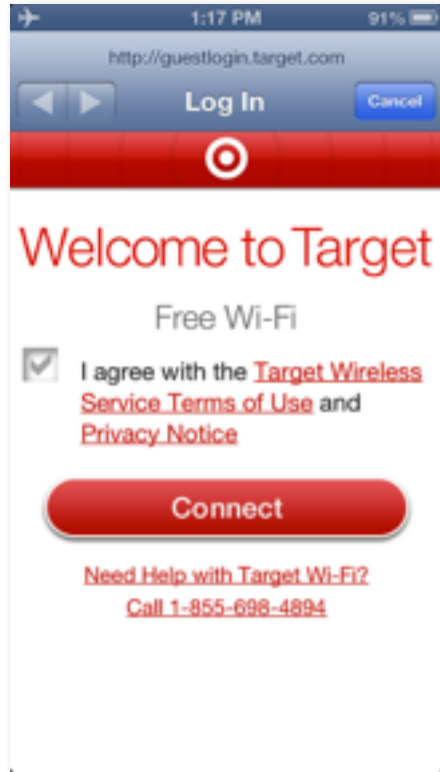 1:17 PM 91%
http://guestlogin.target.com
Log In Cancel
Welcome to Target
Free Wi-Fi
I agree with the Target Wireless
Service Terms of Use and
Privacy Notice
Connect
Need Help with Target Wi-Fi?
Call 1-855-698-4894